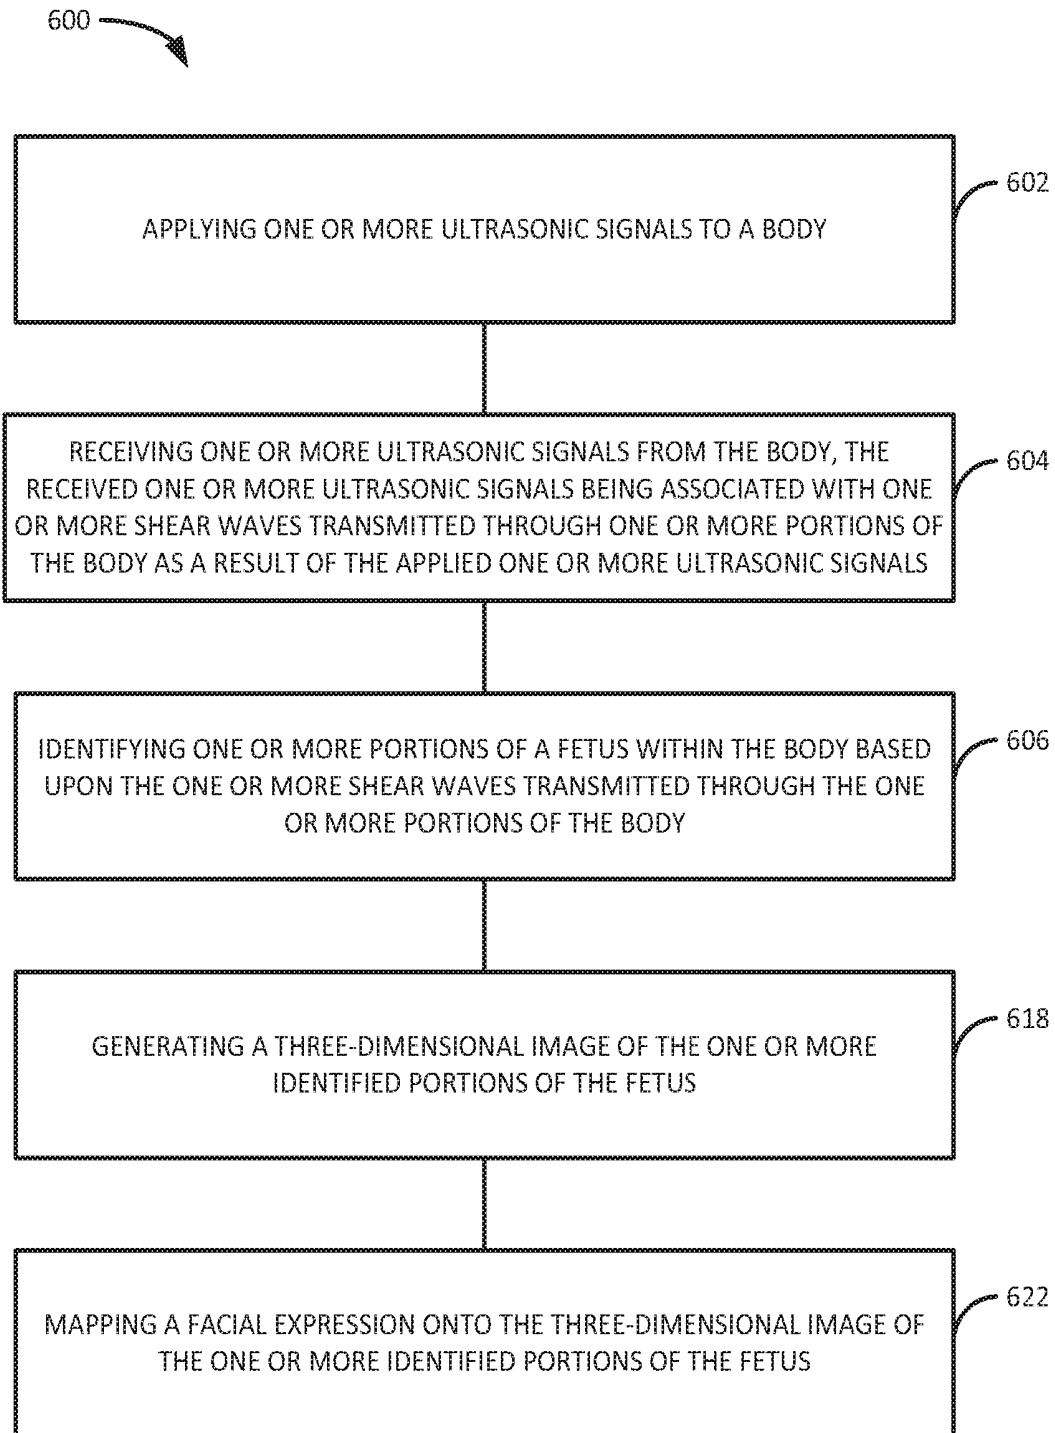 600
APPLYING ONE OR MORE ULTRASONIC SIGNALS TO A BODY
602
RECEIVING ONE OR MORE ULTRASONIC SIGNALS FROM THE BODY, THE
RECEIVED ONE OR MORE ULTRASONIC SIGNALS BEING ASSOCIATED WITH ONE
OR MORE SHEAR WAVES TRANSMITTED THROUGH ONE OR MORE PORTIONS OF
THE BODY AS A RESULT OF THE APPLIED ONE OR MORE ULTRASONIC SIGNALS
604
IDENTIFYING ONE OR MORE PORTIONS OF A FETUS WITHIN THE BODY BASED
UPON THE ONE OR MORE SHEAR WAVES TRANSMITTED THROUGH THE ONE
OR MORE PORTIONS OF THE BODY
606
GENERATING A THREE-DIMENSIONAL IMAGE OF THE ONE OR MORE
IDENTIFIED PORTIONS OF THE FETUS
618
MAPPING A FACIAL EXPRESSION ONTO THE THREE-DIMENSIONAL IMAGE OF
THE ONE OR MORE IDENTIFIED PORTIONS OF THE FETUS
622